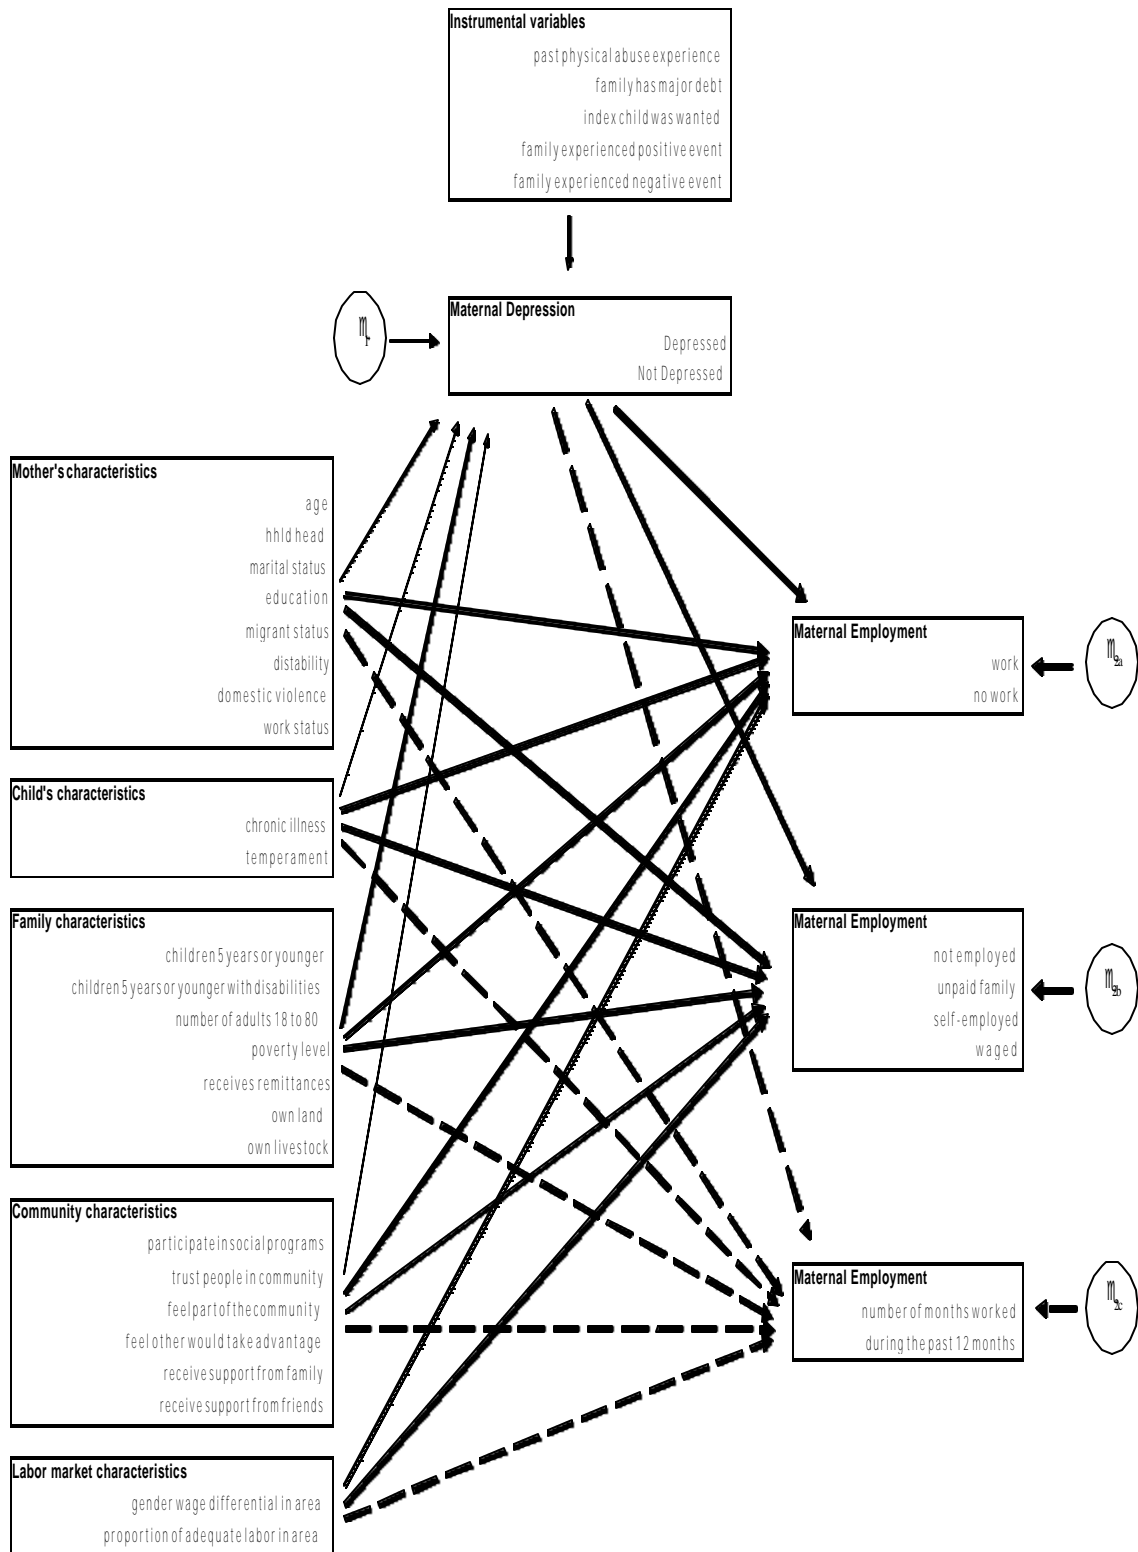 Instrumental variables
past physical abuse experience
family has major debt
index child was wanted
family experienced positive event
family experienced negative event
Maternal Depression
Depressed
Not Depressed
Mother's characteristics
age
hhld head
marital status
education
migrant status
distability
domestic violence
work status
Child's characteristics
chronic illness
temperament
Family characteristics
children 5 years or younger
children 5 years or younger with disabilities
number of adults 18 to 80
poverty level
receives remittances
own land
own livestock
Community characteristics
participate in social programs
trust people in community
feel part of the community
feel other would take advantage
receive support from family
receive support from friends
Labor market characteristics
gender wage differential in area
proportion of adequate labor in area
Maternal Employment
work
no work
Maternal Employment
not employed
unpaid family
self-employed
waged
Maternal Employment
number of months worked
during the past 12 months